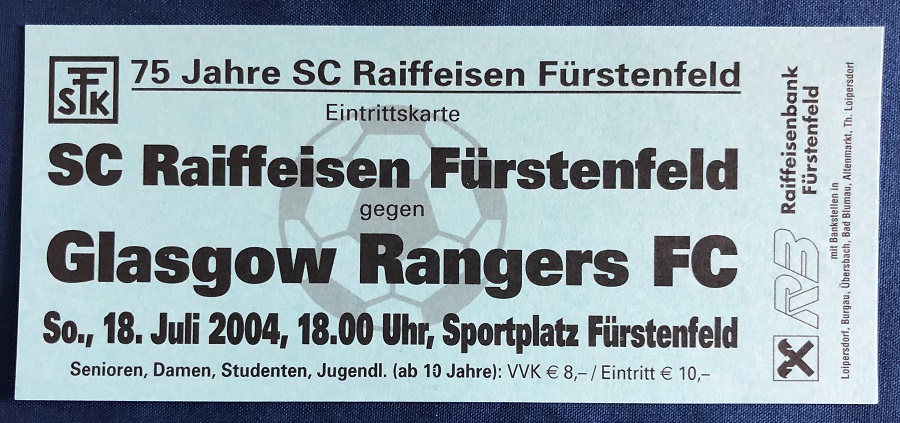 STK
75 Jahre SC Raiffeisen Fürstenfeld
Eintrittskarte
SC Raiffeisen Fürstenfeld
gegen
Glasgow Rangers FC
So., 18. Juli 2004, 18.00 Uhr, Sportplatz Fürstenfeld
Senioren, Damen, Studenten, Jugendl. (ab 10 Jahre): VVK € 8,– / Eintritt € 10,–
RB
Raiffeisenbank
Fürstenfeld
mit Bankstellen in
Loipersdorf, Burgau, Übersbach, Bad Blumau, Altenmarkt, Th. Loipersdorf